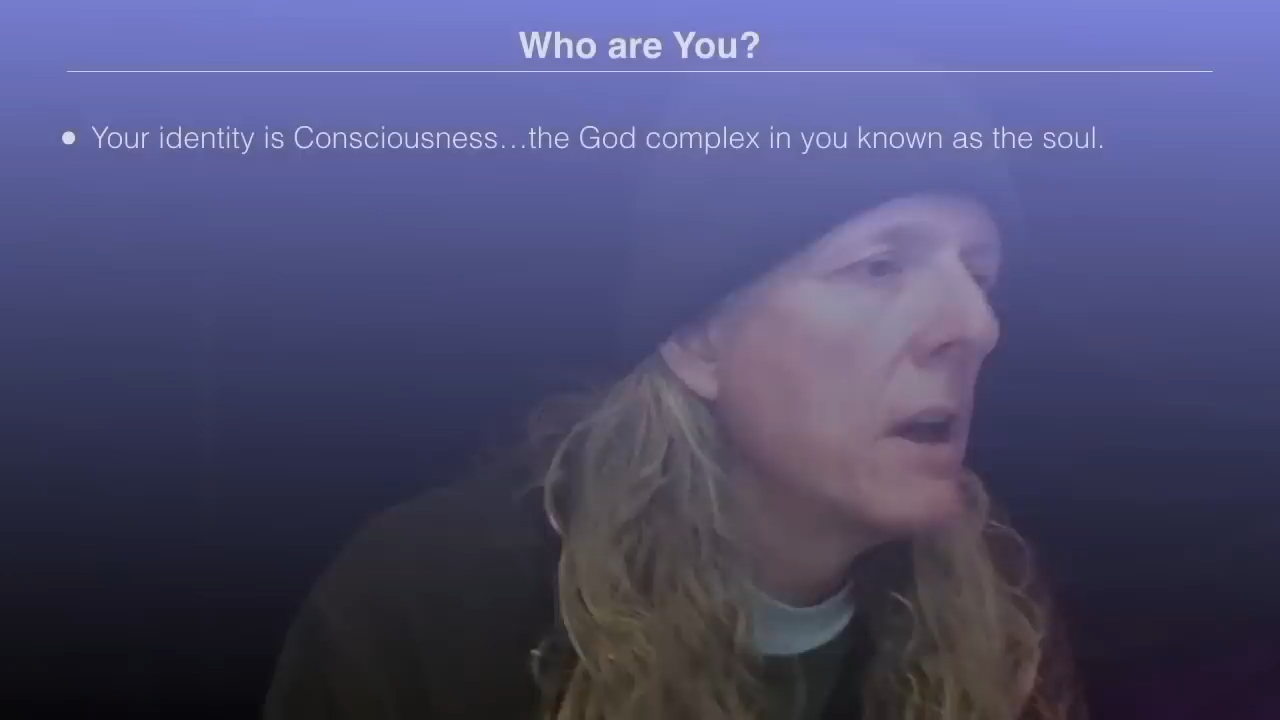 Who are You?
• Your identity is Consciousness…the God complex in you known as the soul.